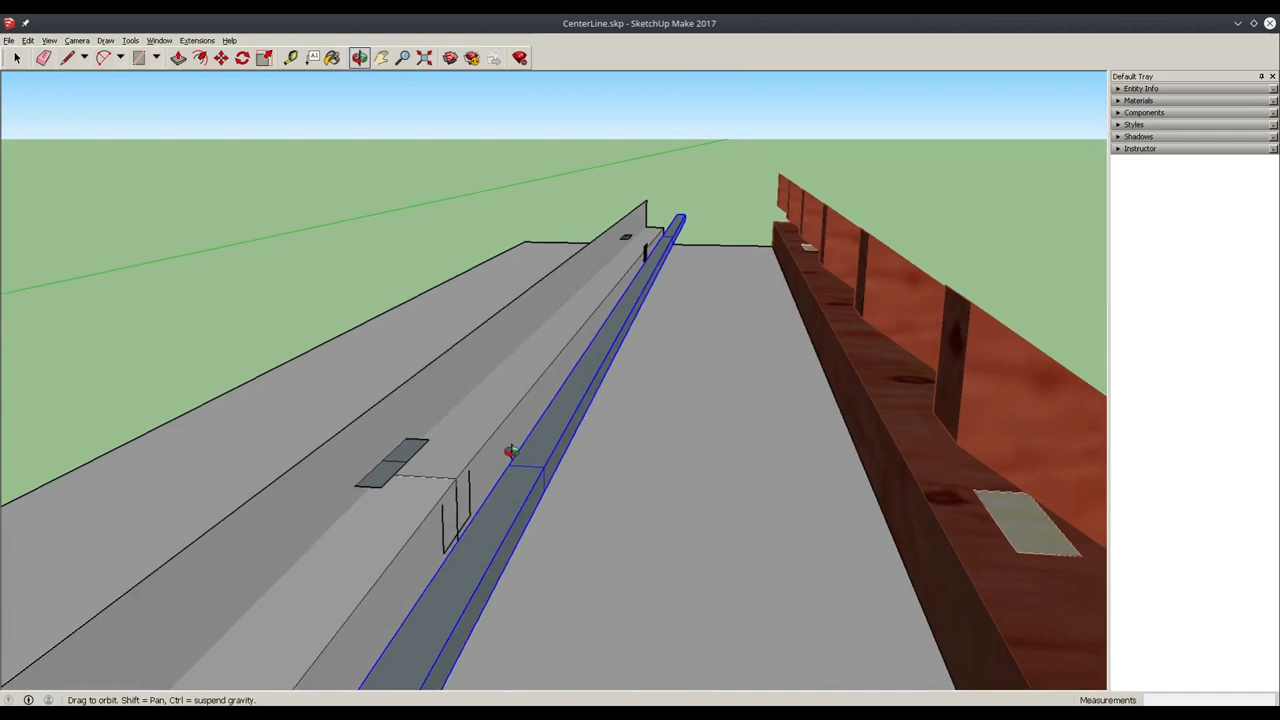 CenterLine.skp - SketchUp Make 2017
File Edit View Camera Draw Tools Window Extensions Help
A1
Default Tray
Entity Info
Materials
Components
Styles
Shadows
Instructor
Drag to orbit. Shift = Pan, Ctrl = suspend gravity.
Measurements